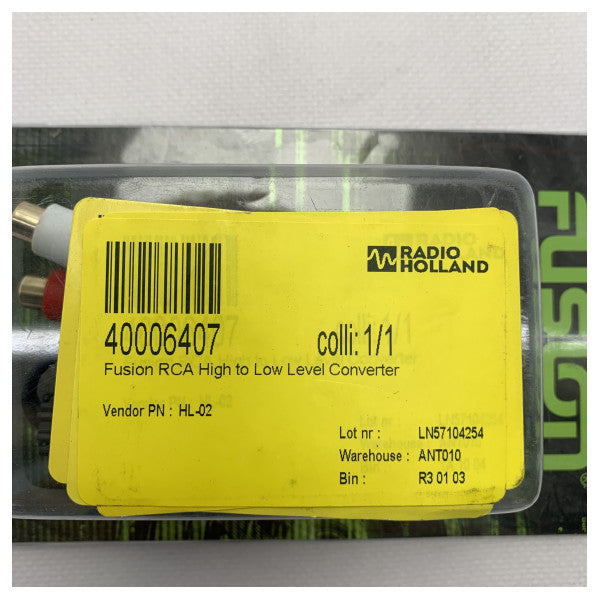 RADIO
HOLLAND
40006407 colli: 1/1
Fusion RCA High to Low Level Converter
Vendor PN : HL-02
Lot nr : LN57104254
Warehouse : ANT010
Bin : R3 01 03
FUSION